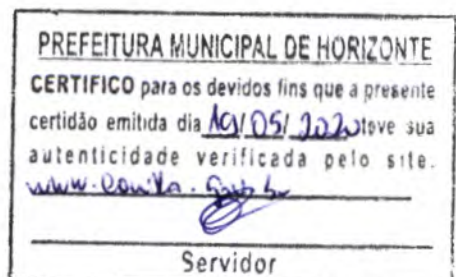 PREFEITURA MUNICIPAL DE HORIZONTE
CERTIFICO para os devidos fins que a presente
certidão emitida dia 19/05/2020 teve sua
autenticidade verificada pelo site.
www.
Servidor